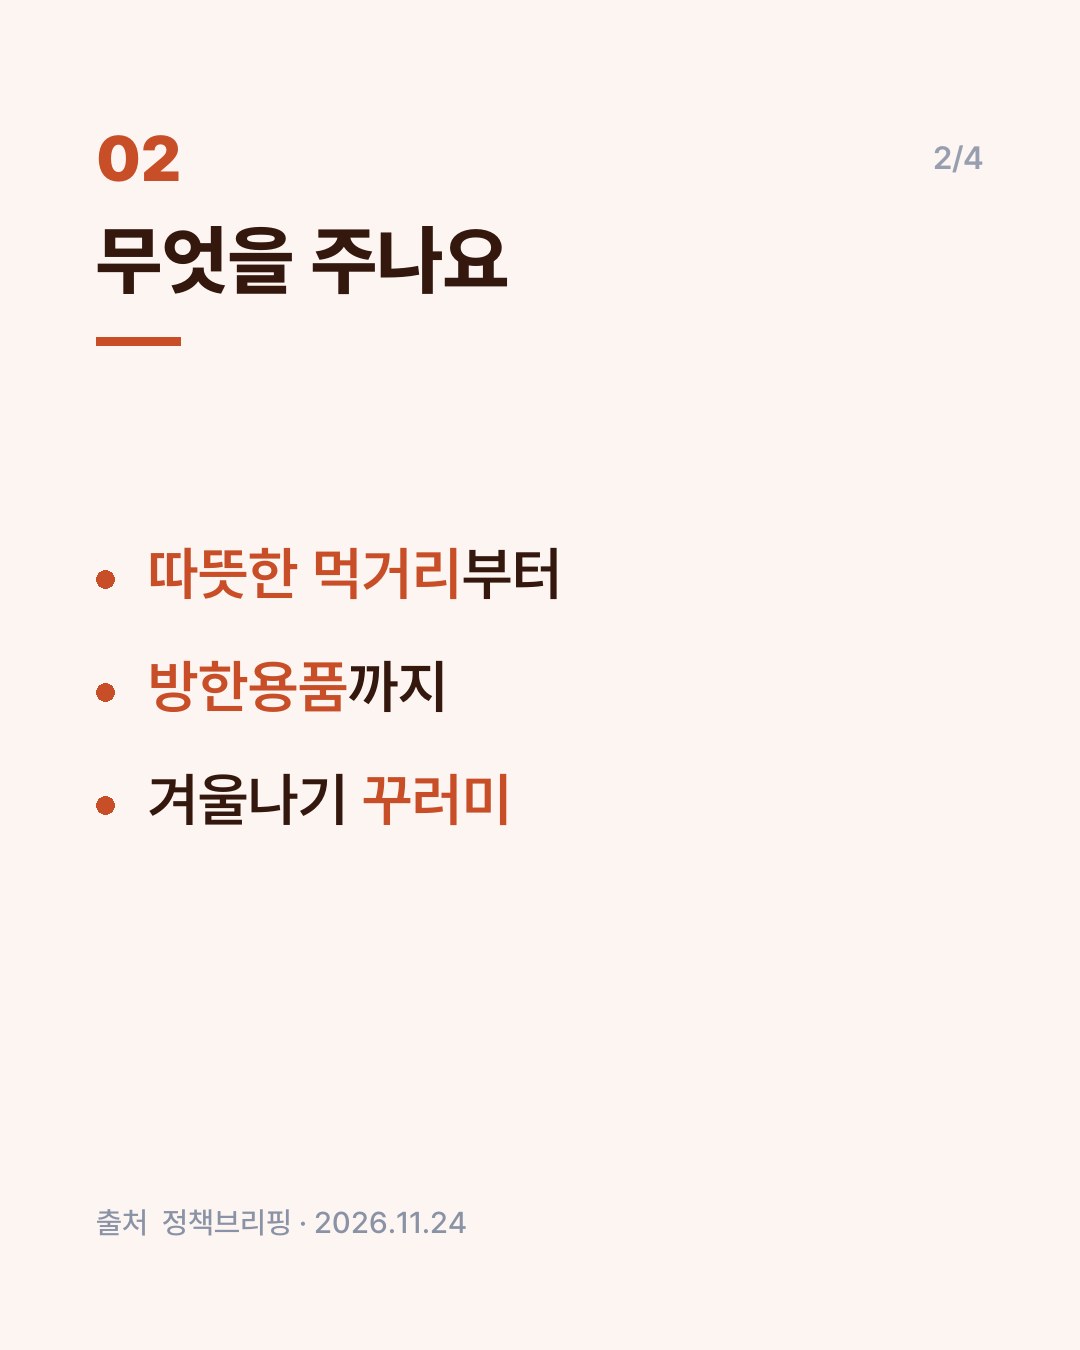 02
2/4
무엇을 주나요
• 따뜻한 먹거리부터
• 방한용품까지
• 겨울나기 꾸러미
출처 정책브리핑 · 2026.11.24